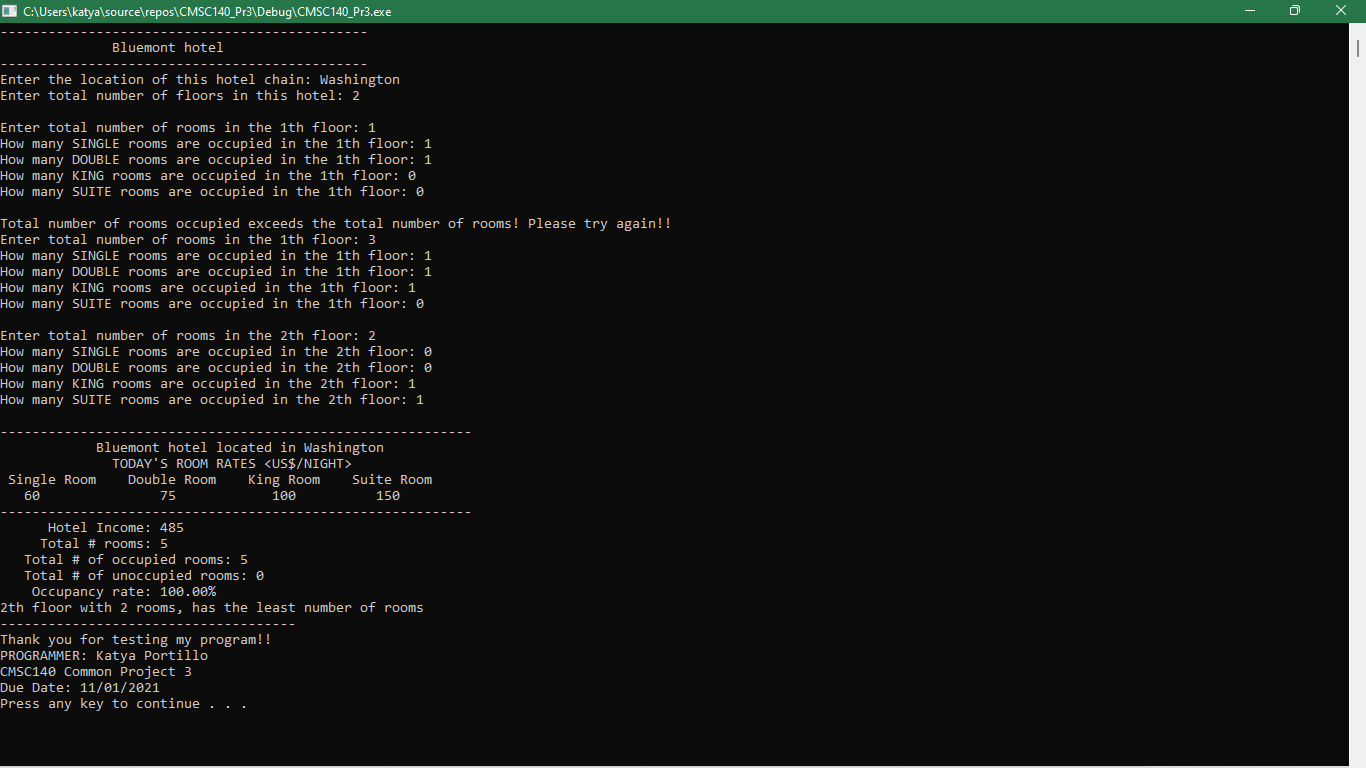 C:\Users\katya\source\repos\CMSC140_Pr3\Debug\CMSC140_Pr3.exe
----------------------------------------------
Bluemont hotel
----------------------------------------------
Enter the location of this hotel chain: Washington
Enter total number of floors in this hotel: 2
Enter total number of rooms in the 1th floor: 1
How many SINGLE rooms are occupied in the 1th floor: 1
How many DOUBLE rooms are occupied in the 1th floor: 1
How many KING rooms are occupied in the 1th floor: 0
How many SUITE rooms are occupied in the 1th floor: 0
Total number of rooms occupied exceeds the total number of rooms! Please try again!!
Enter total number of rooms in the 1th floor: 3
How many SINGLE rooms are occupied in the 1th floor: 1
How many DOUBLE rooms are occupied in the 1th floor: 1
How many KING rooms are occupied in the 1th floor: 1
How many SUITE rooms are occupied in the 1th floor: 0
Enter total number of rooms in the 2th floor: 2
How many SINGLE rooms are occupied in the 2th floor: 0
How many DOUBLE rooms are occupied in the 2th floor: 0
How many KING rooms are occupied in the 2th floor: 1
How many SUITE rooms are occupied in the 2th floor: 1
-----------------------------------------------------------
Bluemont hotel located in Washington
TODAY'S ROOM RATES <US$/NIGHT>
Single Room Double Room King Room Suite Room
60 75 100 150
-----------------------------------------------------------
Hotel Income: 485
Total # rooms: 5
Total # of occupied rooms: 5
Total # of unoccupied rooms: 0
Occupancy rate: 100.00%
2th floor with 2 rooms, has the least number of rooms
-------------------------------------
Thank you for testing my program!!
PROGRAMMER: Katya Portillo
CMSC140 Common Project 3
Due Date: 11/01/2021
Press any key to continue . . .